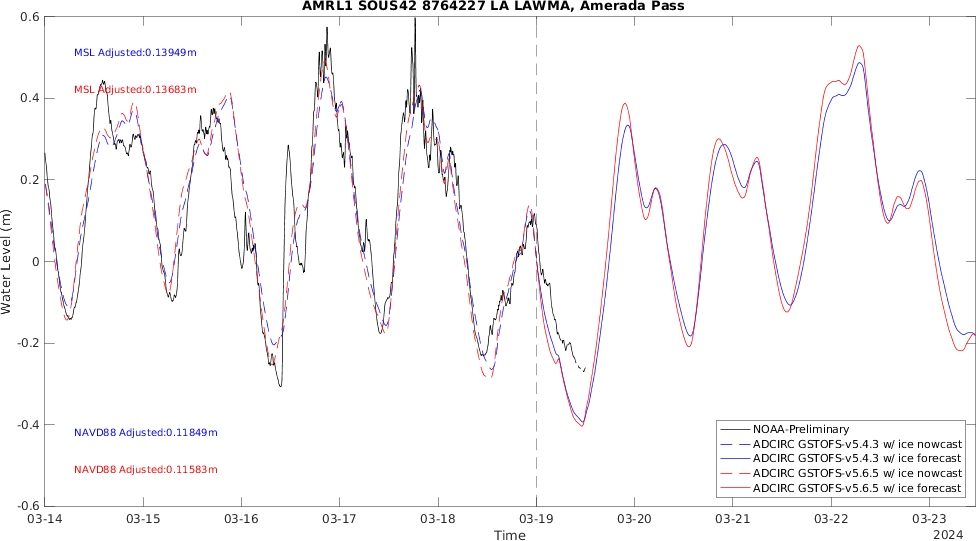 AMRL1 SOUS42 8764227 LA LAWMA, Amerada Pass
0.6
MSL Adjusted:0.13949m
MSL Adjusted:0.13683m
0.4
0.2
0
-0.2
-0.4
-0.6
Water Level (m)
NAVD88 Adjusted:0.11849m
NAVD88 Adjusted:0.11583m
NOAA-Preliminary
ADCIRC GSTOFS-v5.4.3 w/ ice nowcast
ADCIRC GSTOFS-v5.4.3 w/ ice forecast
ADCIRC GSTOFS-v5.6.5 w/ ice nowcast
ADCIRC GSTOFS-v5.6.5 w/ ice forecast
03-14 03-15 03-16 03-17 03-18 03-19 03-20 03-21 03-22 03-23
Time
2024